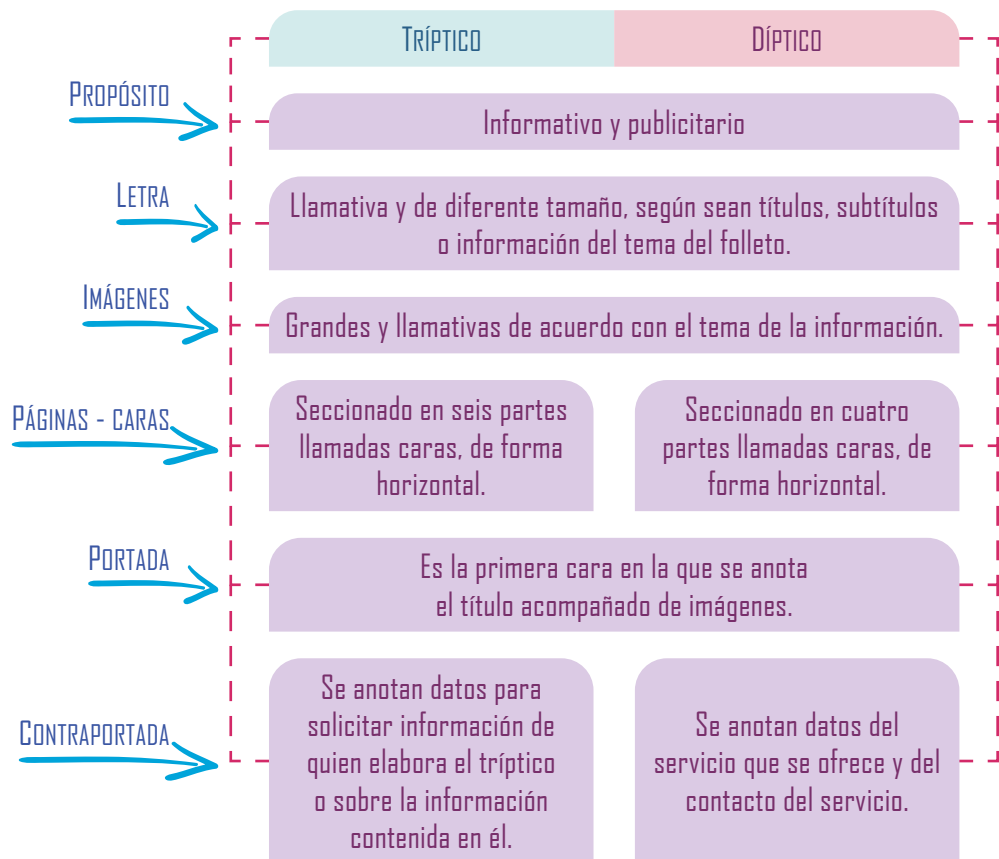 Tríptico
Díptico
Propósito
Informativo y publicitario
Letra
Llamativa y de diferente tamaño, según sean títulos, subtítulos
o información del tema del folleto.
Imágenes
Grandes y llamativas de acuerdo con el tema de la información.
Páginas - caras
Seccionado en seis partes
llamadas caras, de forma
horizontal.
Seccionado en cuatro
partes llamadas caras, de
forma horizontal.
Portada
Es la primera cara en la que se anota
el título acompañado de imágenes.
Contraportada
Se anotan datos para
solicitar información de
quien elabora el tríptico
o sobre la información
contenida en él.
Se anotan datos del
servicio que se ofrece y del
contacto del servicio.